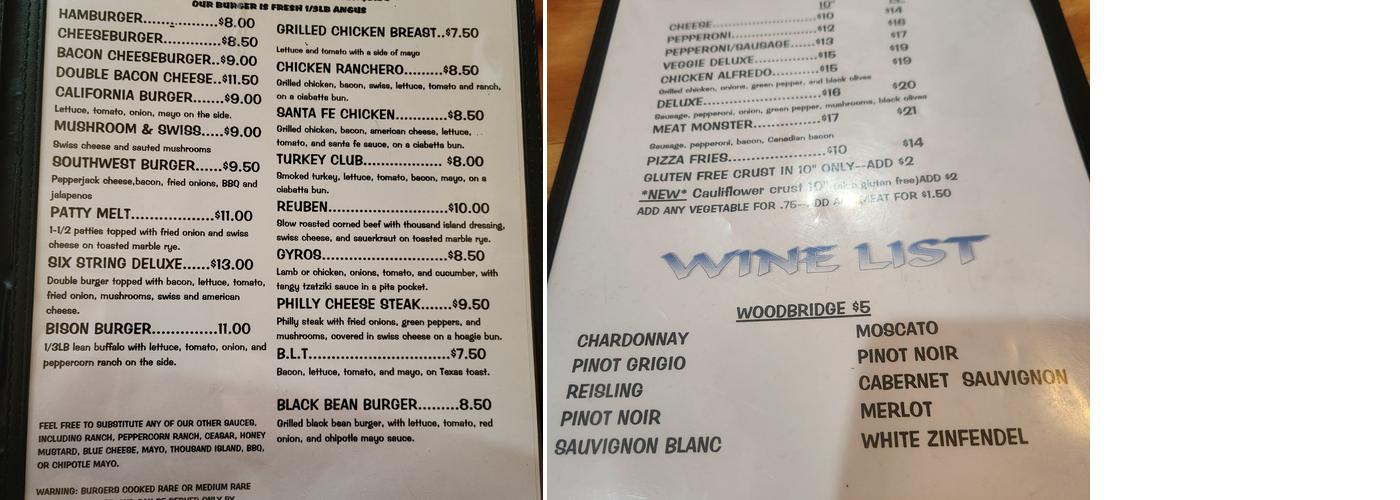 OUR BURGER IS FRESH 1/3LB ANGUS
HAMBURGER............$8.00
CHEESEBURGER............$8.50
BACON CHEESEBURGER..$9.00
DOUBLE BACON CHEESE..$11.50
CALIFORNIA BURGER.......$9.00
Lettuce, tomato, onion, mayo on the side.
MUSHROOM & SWISS.....$9.00
Swiss cheese and sauted mushrooms
SOUTHWEST BURGER......$9.50
Pepperjack cheese,bacon, fried onions, BBQ and
jalapenos
PATTY MELT................$11.00
1-1/2 patties topped with fried onion and swiss
cheese on toasted marble rye.
SIX STRING DELUXE......$13.00
Double burger topped with bacon, lettuce, tomato,
fried onion, mushrooms, swiss and american
cheese.
BISON BURGER.............11.00
1/3LB lean buffalo with lettuce, tomato, onion, and
peppercorn ranch on the side.
FEEL FREE TO SUBSTITUTE ANY OF OUR OTHER SAUCES,
INCLUDING RANCH, PEPPERCORN RANCH, CEASAR, HONEY
MUSTARD, BLUE CHEESE, MAYO, THOUSAND ISLAND, BBQ,
OR CHIPOTLE MAYO.
WARNING: BURGERS COOKED RARE OR MEDIUM RARE
GRILLED CHICKEN BREAST..$7.50
Lettuce and tomato with a side of mayo
CHICKEN RANCHERO.........$8.50
Grilled chicken, bacon, swiss, lettuce, tomato and ranch,
on a ciabatta bun.
SANTA FE CHICKEN............$8.50
Grilled chicken, bacon, american cheese, lettuce,
tomato, and santa fe sauce, on a ciabatta bun.
TURKEY CLUB.................. $8.00
Smoked turkey, lettuce, tomato, bacon, mayo, on a
ciabatta bun.
REUBEN.........................$10.00
Slow roasted corned beef with thousand island dressing,
swiss cheese, and sauerkraut on toasted marble rye.
GYROS...........................$8.50
Lamb or chicken, onions, tomato, and cucumber, with
tangy tzatziki sauce in a pita pocket.
PHILLY CHEESE STEAK.......$9.50
Philly steak with fried onions, green peppers, and
mushrooms, covered in swiss cheese on a hoagie bun.
B.L.T.............................$7.50
Bacon, lettuce, tomato, and mayo, on Texas toast.
BLACK BEAN BURGER.........8.50
Grilled black bean burger, with lettuce, tomato, red
onion, and chipotle mayo sauce.
10"
CHEESE.......................$10 $14
PEPPERONI..................$12 $16
PEPPERONI/SAUSAGE......$13 $17
VEGGIE DELUXE..............$15 $19
CHICKEN ALFREDO..........$15 $19
Grilled chicken, onions, green pepper, and black olives
DELUXE.........................$16 $20
Sausage, pepperoni, onion, green pepper, mushrooms, black olives
MEAT MONSTER..............$17 $21
Sausage, pepperoni, bacon, Canadian bacon
PIZZA FRIES....................$10 $14
GLUTEN FREE CRUST IN 10" ONLY--ADD $2
*NEW* Cauliflower crust 10" (also gluten free)ADD $2
ADD ANY VEGETABLE FOR .75--ADD ANY MEAT FOR $1.50
WINE LIST
WOODBRIDGE $5
CHARDONNAY
PINOT GRIGIO
REISLING
PINOT NOIR
SAUVIGNON BLANC
MOSCATO
PINOT NOIR
CABERNET SAUVIGNON
MERLOT
WHITE ZINFENDEL